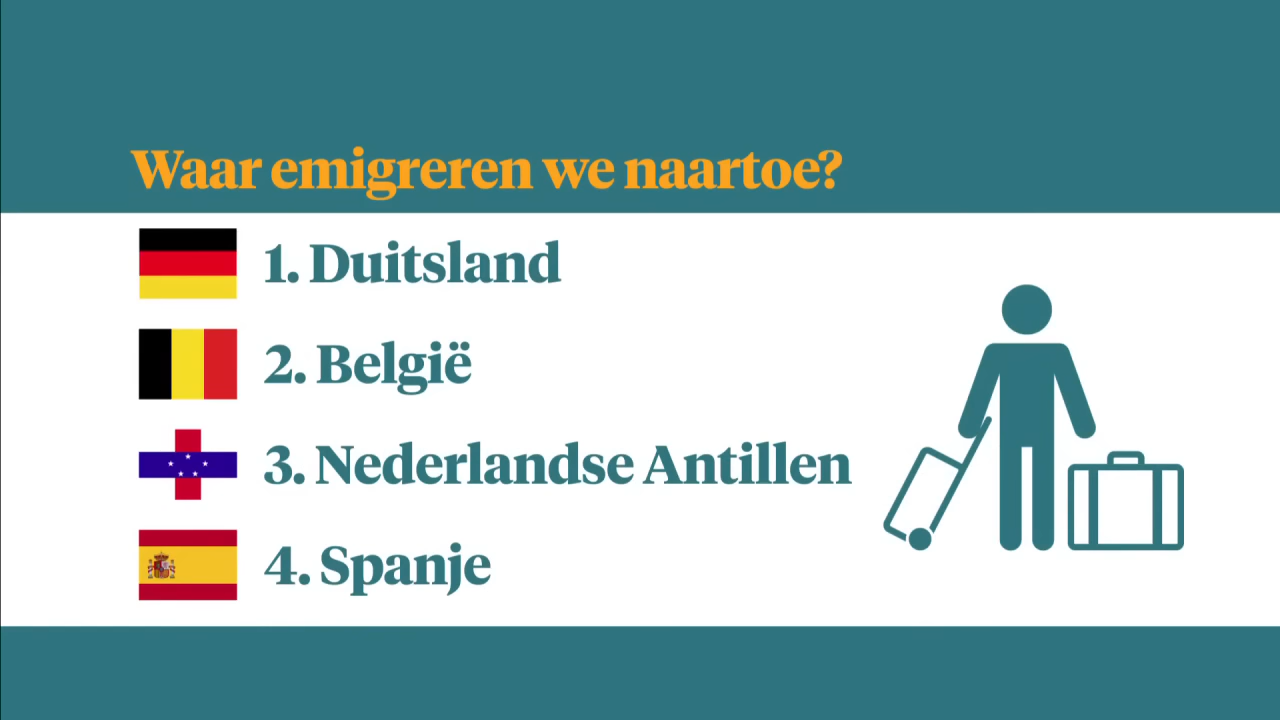 Waar emigreren we naartoe?
1. Duitsland
2. België
3. Nederlandse Antillen
4. Spanje